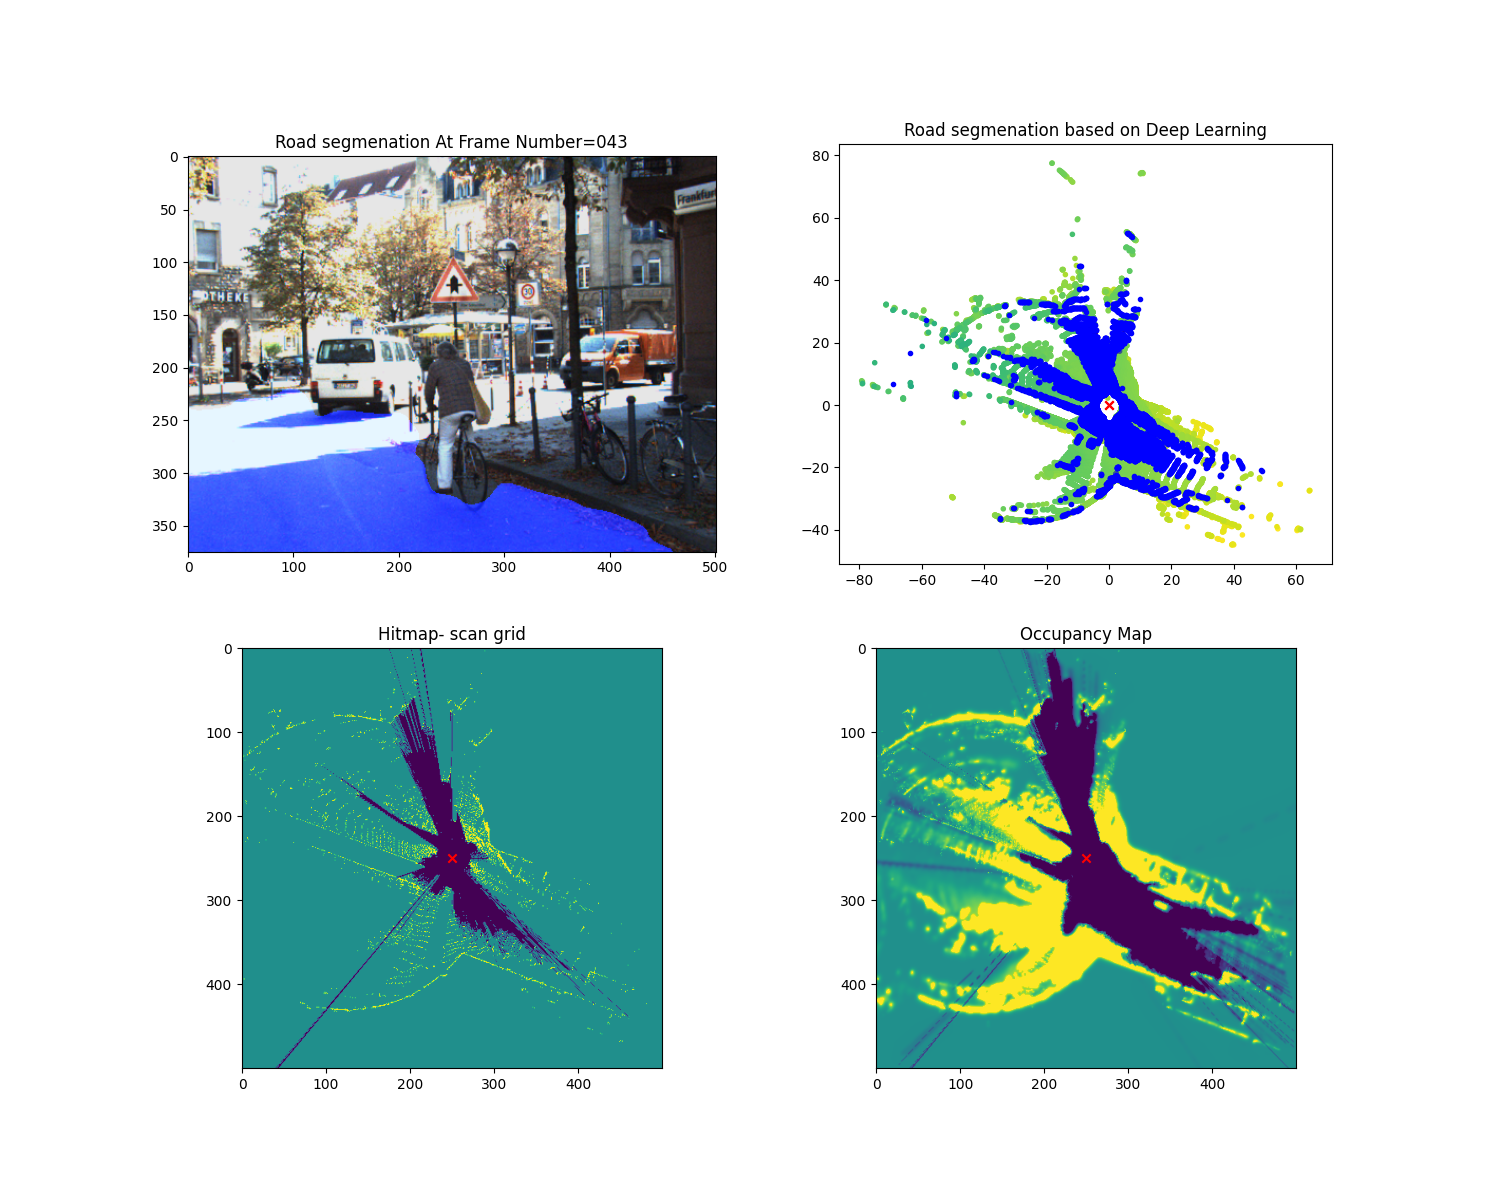 Road segmenation At Frame Number=043
0
50
100
150
200
250
300
350
0 100 200 300 400 500
OTHEKE
30
Frankfur
Road segmenation based on Deep Learning
80
60
40
20
0
−20
−40
−80 −60 −40 −20 0 20 40 60
Hitmap- scan grid
0
100
200
300
400
0 100 200 300 400
Occupancy Map
0
100
200
300
400
0 100 200 300 400